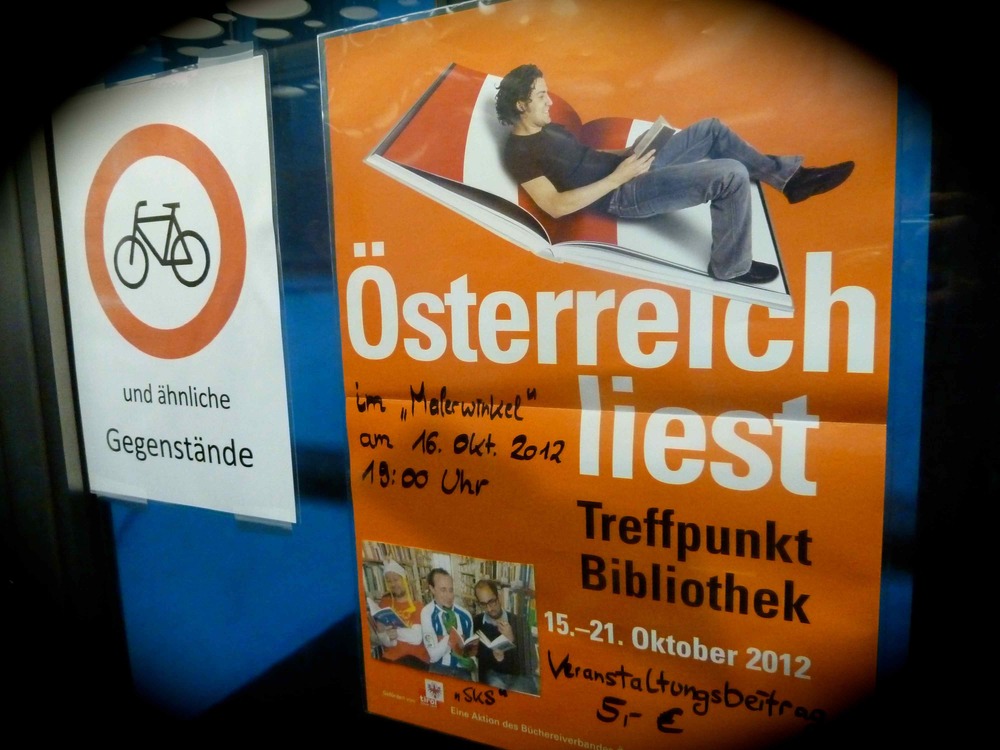 und ähnliche
Gegenstände
Österreich
liest
im „Malerwinkel“
am 16. Okt. 2012
19:00 Uhr
Treffpunkt
Bibliothek
15.–21. Oktober 2012
Veranstaltungsbeitrag
5,- €
„SKS“
tirol
Eine Aktion des Büchereiverbandes